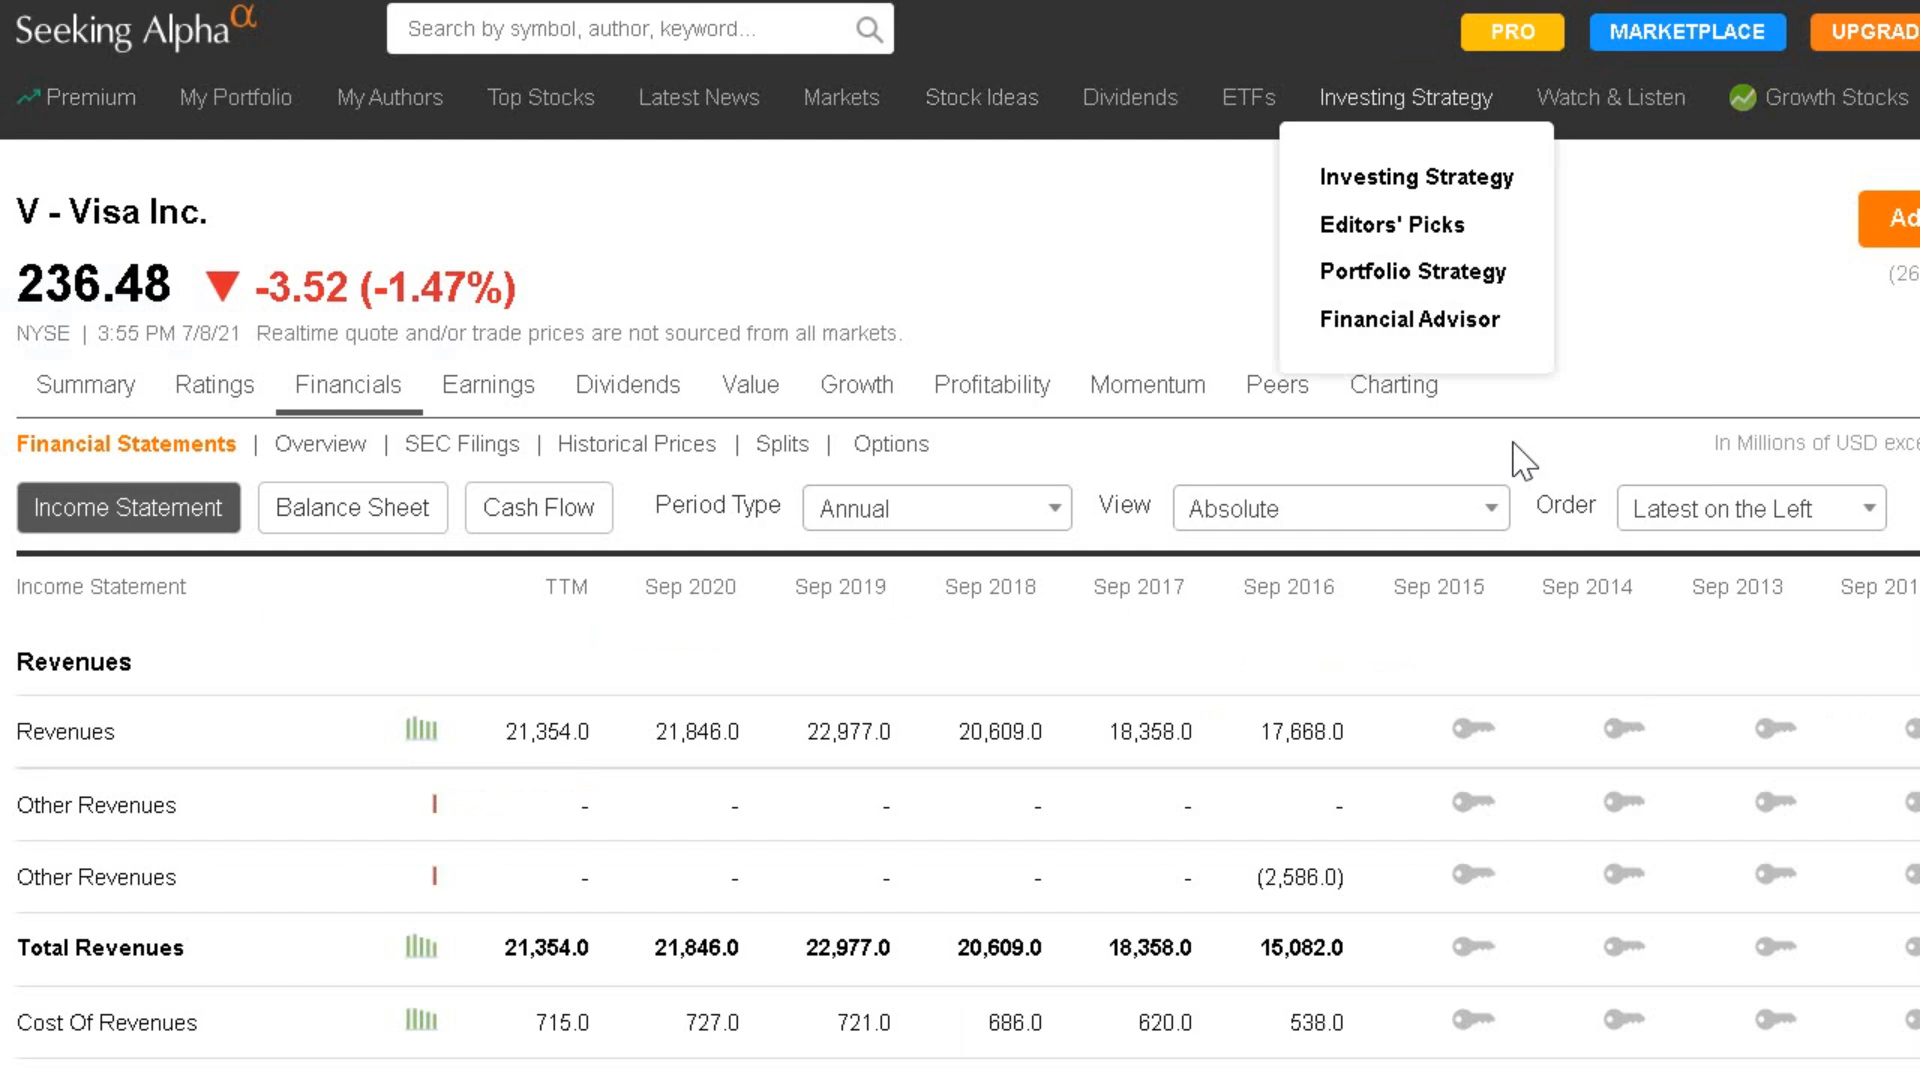 Seeking Alpha α
Search by symbol, author, keyword...
PRO
MARKETPLACE
UPGRAD
Premium
My Portfolio
My Authors
Top Stocks
Latest News
Markets
Stock Ideas
Dividends
ETFs
Investing Strategy
Watch & Listen
Growth Stocks
Investing Strategy
Editors' Picks
Portfolio Strategy
Financial Advisor
V - Visa Inc.
Ad
236.48 ▼ -3.52 (-1.47%)
(26
NYSE | 3:55 PM 7/8/21 Realtime quote and/or trade prices are not sourced from all markets.
Summary Ratings Financials Earnings Dividends Value Growth Profitability Momentum Peers Charting
Financial Statements | Overview | SEC Filings | Historical Prices | Splits | Options
In Millions of USD exce
Income Statement Balance Sheet Cash Flow Period Type Annual View Absolute Order Latest on the Left
Income Statement TTM Sep 2020 Sep 2019 Sep 2018 Sep 2017 Sep 2016 Sep 2015 Sep 2014 Sep 2013 Sep 201
Revenues
Revenues 21,354.0 21,846.0 22,977.0 20,609.0 18,358.0 17,668.0
Other Revenues - - - - - -
Other Revenues - - - - - (2,586.0)
Total Revenues 21,354.0 21,846.0 22,977.0 20,609.0 18,358.0 15,082.0
Cost Of Revenues 715.0 727.0 721.0 686.0 620.0 538.0